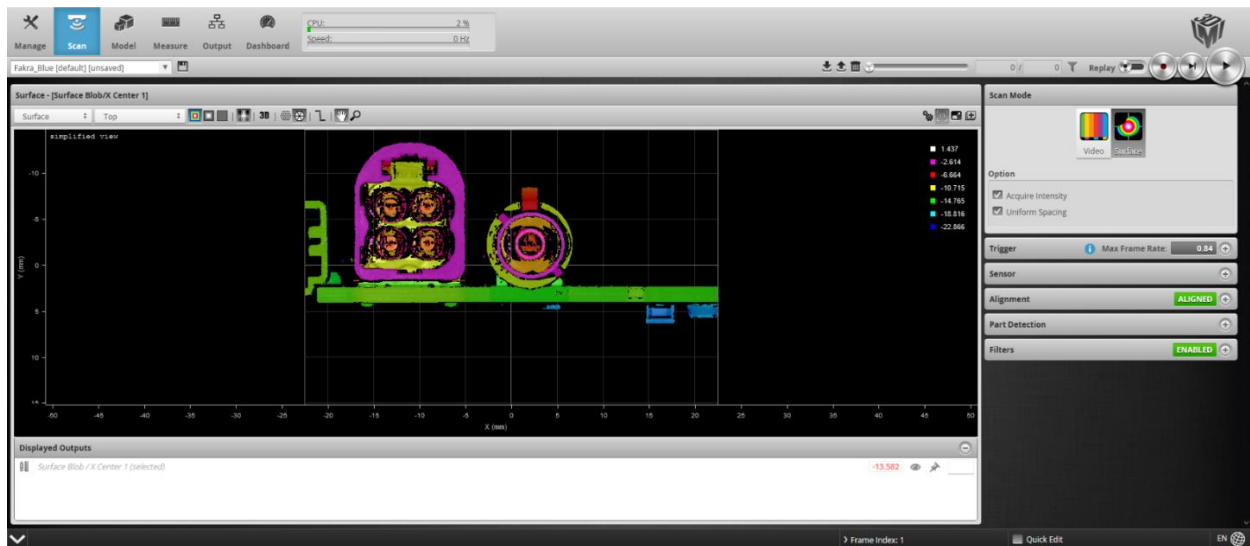 CPU: 2 %
Speed: 0 Hz
Manage Scan Model Measure Output Dashboard
Fakra_Blue [default] [unsaved]
0 / 0 Replay
Surface - [Surface Blob/X Center 1]
Surface Top 3D
simplified view
1.437
-2.614
-6.664
-10.715
-14.765
-18.816
-22.866
-10
-5
0
5
10
Y (mm)
-50 -45 -40 -35 -30 -25 -20 -15 -10 -5 0 5 10 15 20 25 30 35 40 45 50
X (mm)
Displayed Outputs
Surface Blob / X Center 1 (selected) -13.582
Scan Mode
Video Surface
Option
Acquire Intensity
Uniform Spacing
Trigger Max Frame Rate: 0.84
Sensor
Alignment ALIGNED
Part Detection
Filters ENABLED
Frame Index: 1 Quick Edit EN